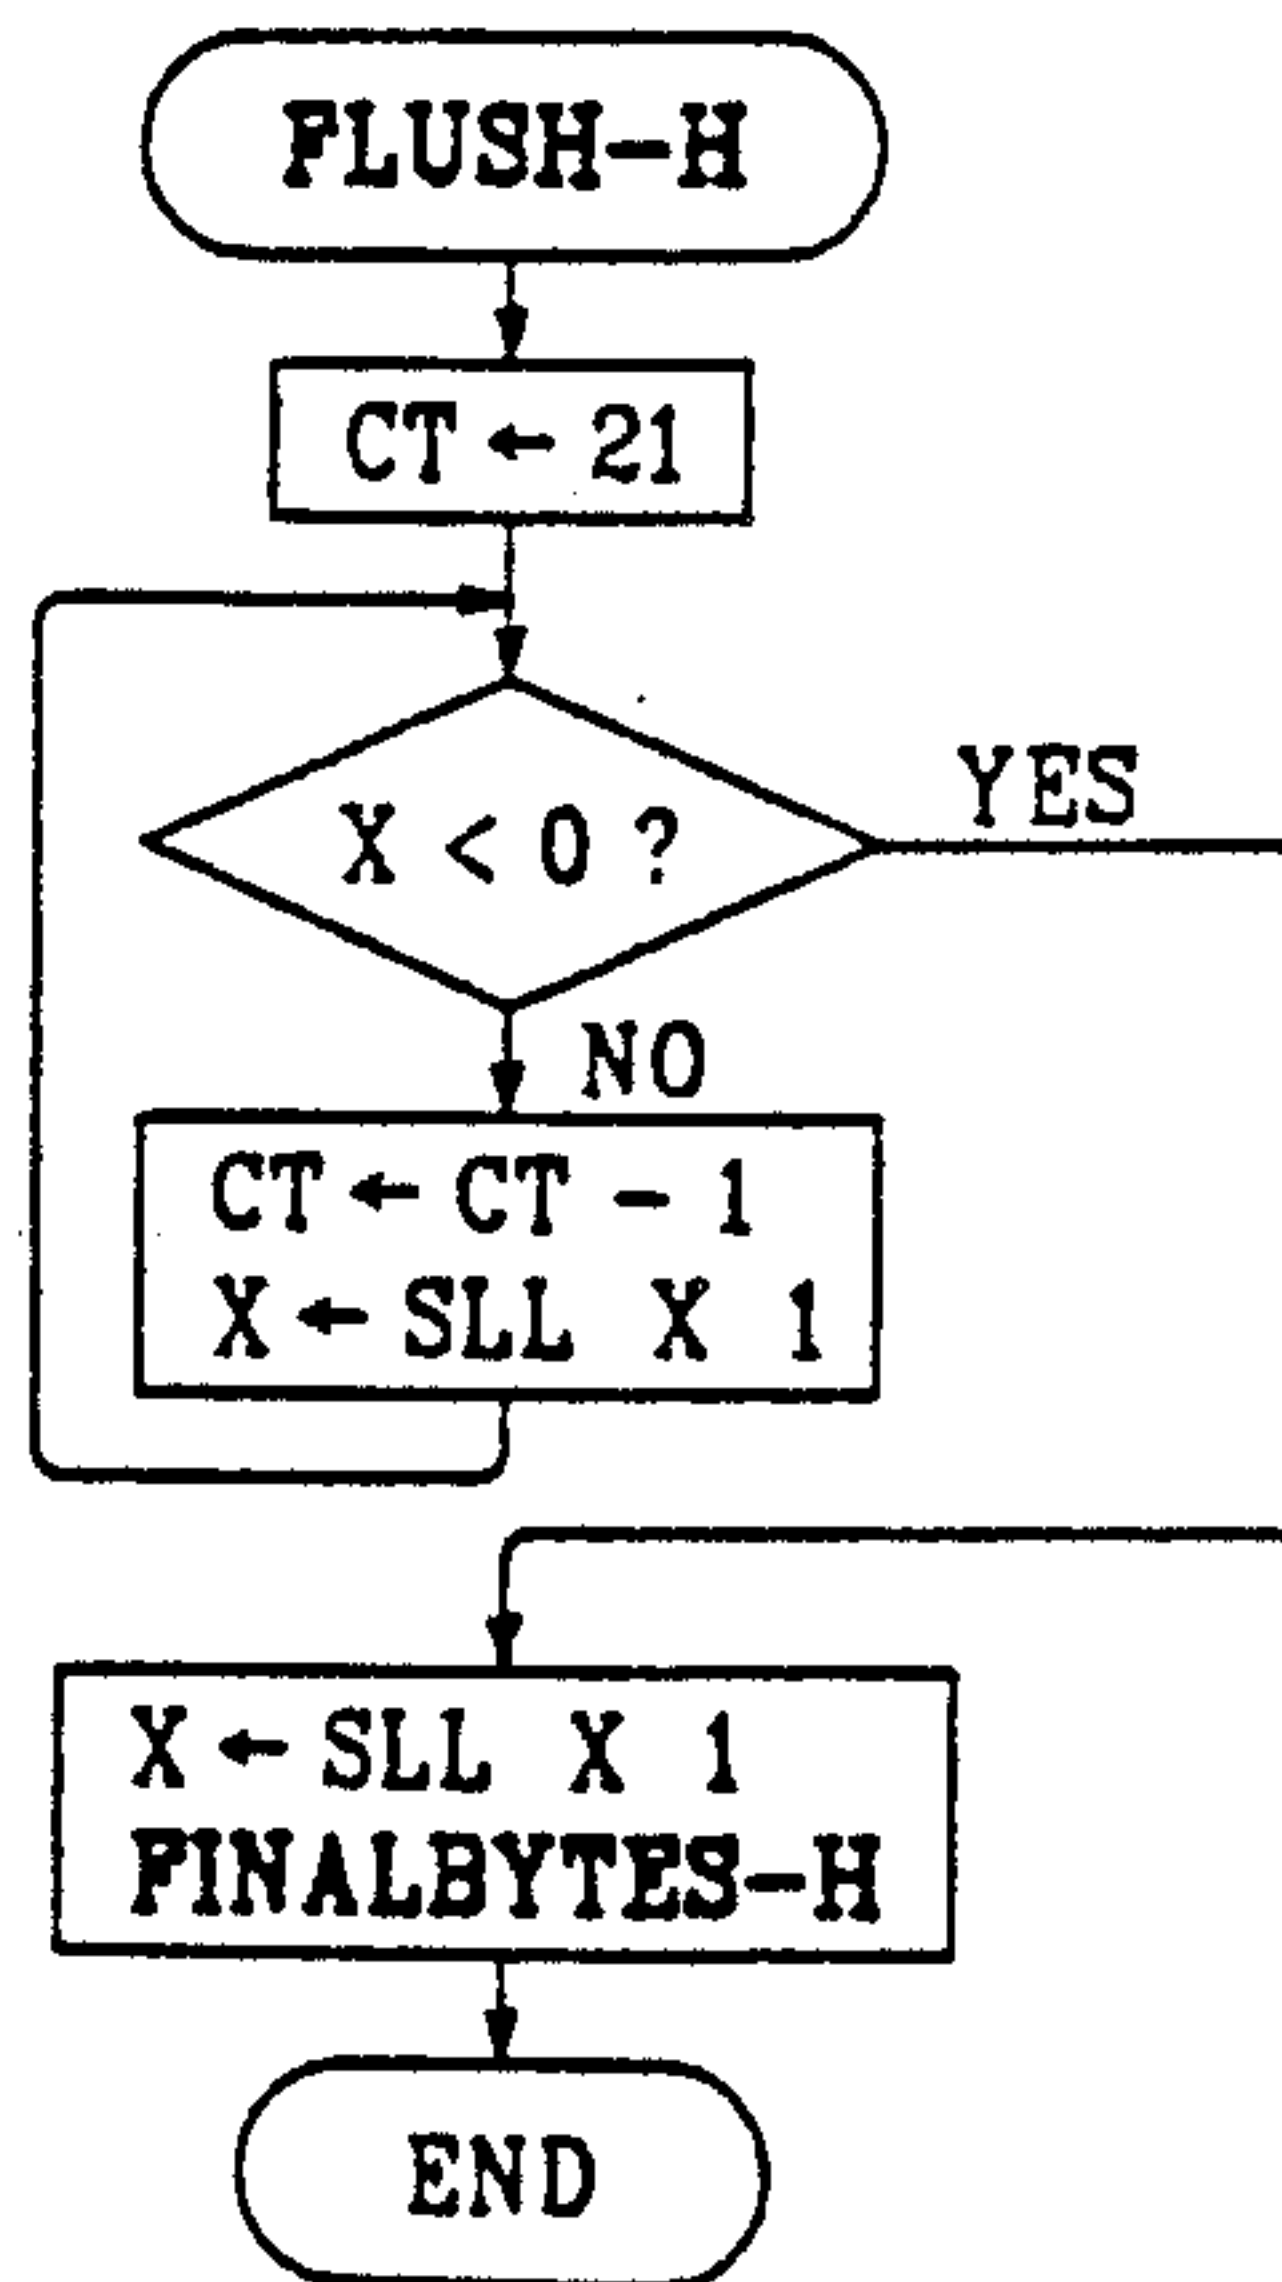 FLUSH-H
CT ← 21
X < 0 ?
YES
NO
CT ← CT - 1
X ← SLL X 1
X ← SLL X 1
FINALBYTES-H
END